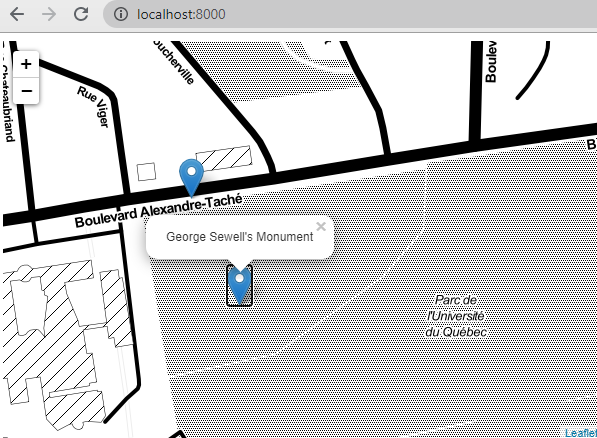 localhost:8000
+
−
Chateaubriand
Rue Viger
oucherville
Boulev
B
Boulevard Alexandre-Taché
George Sewell's Monument
×
Parc de
l'Université
du Québec
Leaflet